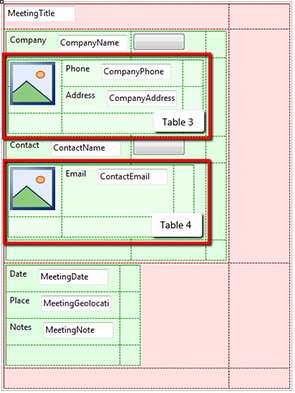 MeetingTitle
Company CompanyName
Phone CompanyPhone
Address CompanyAddress
Table 3
Contact ContactName
Email ContactEmail
Table 4
Date MeetingDate
Place MeetingGeolocati
Notes MeetingNote